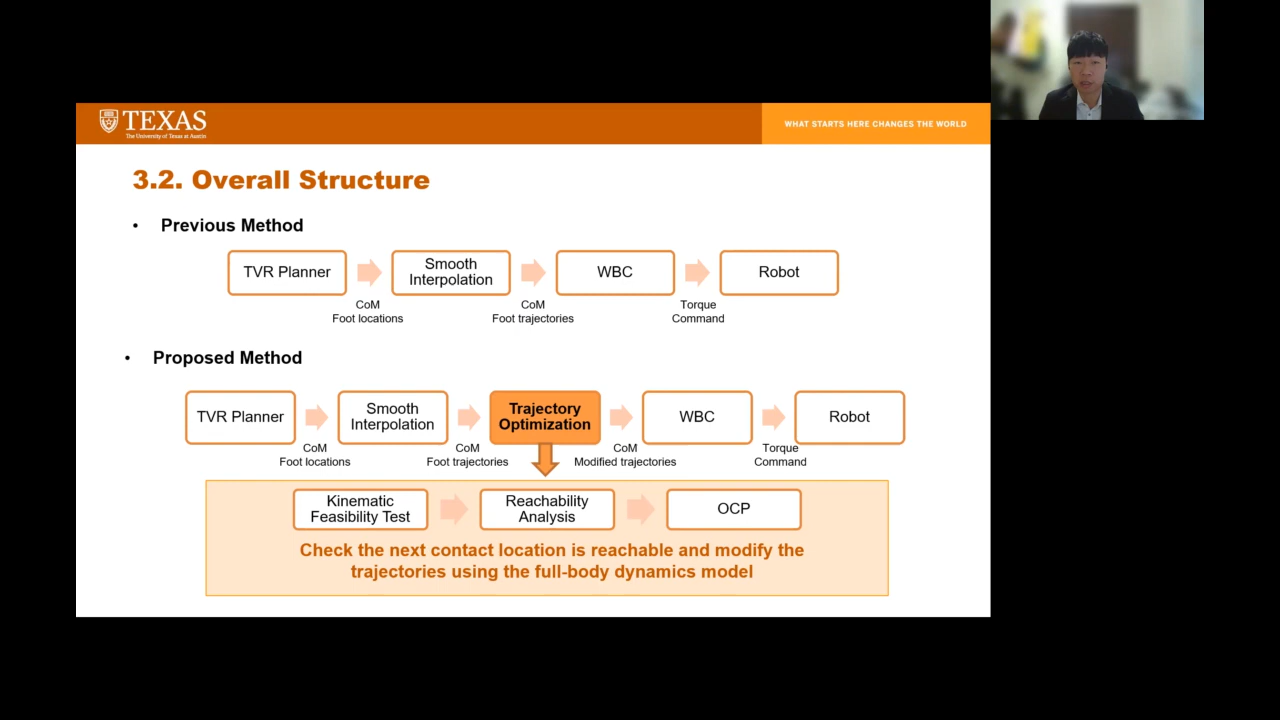 TEXAS
The University of Texas at Austin
WHAT STARTS HERE CHANGES THE WORLD
3.2. Overall Structure
• Previous Method
TVR Planner
Smooth
Interpolation
WBC
Robot
CoM
Foot locations
CoM
Foot trajectories
Torque
Command
• Proposed Method
TVR Planner
Smooth
Interpolation
Trajectory
Optimization
WBC
Robot
CoM
Foot locations
CoM
Foot trajectories
CoM
Modified trajectories
Torque
Command
Kinematic
Feasibility Test
Reachability
Analysis
OCP
Check the next contact location is reachable and modify the
trajectories using the full-body dynamics model